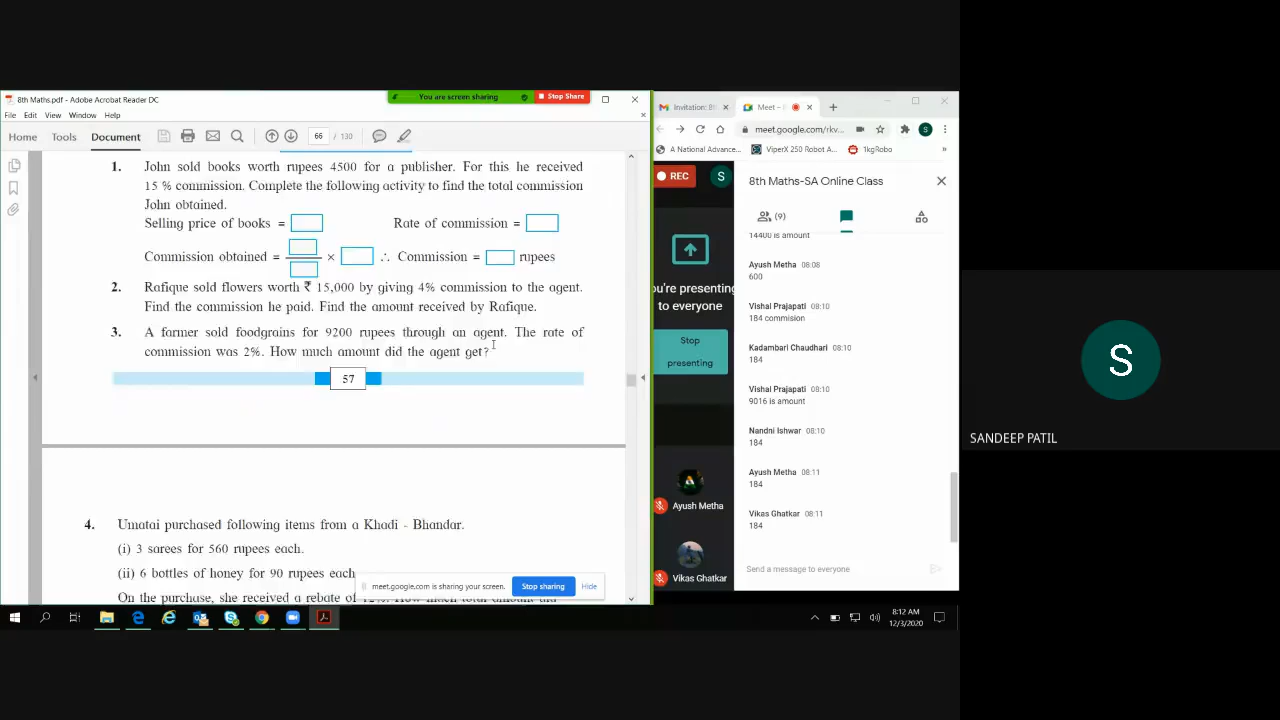 8th Maths.pdf - Adobe Acrobat Reader DC
You are screen sharing
Stop Share
File Edit View Window Help
Home Tools Document
66 / 130
1. John sold books worth rupees 4500 for a publisher. For this he received
15 % commission. Complete the following activity to find the total commission
John obtained.
Selling price of books = Rate of commission =
Commission obtained = × ∴ Commission = rupees
2. Rafique sold flowers worth ₹ 15,000 by giving 4% commission to the agent.
Find the commission he paid. Find the amount received by Rafique.
3. A farmer sold foodgrains for 9200 rupees through an agent. The rate of
commission was 2%. How much amount did the agent get?
57
4. Umatai purchased following items from a Khadi - Bhandar.
(i) 3 sarees for 560 rupees each.
(ii) 6 bottles of honey for 90 rupees each
On the purchase, she received a rebate of 12%. How much total amount did
meet.google.com is sharing your screen. Stop sharing Hide
Invitation: 8t
Meet –
meet.google.com/rkv...
S
A National Advanc... ViperX 250 Robot A... 1kgRobo »
REC
S
8th Maths-SA Online Class
(9)
14400 is amount
Ayush Metha 08:08
600
Vishal Prajapati 08:10
184 commision
Kadambari Chaudhari 08:10
184
Vishal Prajapati 08:10
9016 is amount
Nandni Ishwar 08:10
184
Ayush Metha 08:11
184
Vikas Ghatkar 08:11
184
Send a message to everyone
You're presenting
to everyone
Stop
presenting
Ayush Metha
Vikas Ghatkar
8:12 AM
12/3/2020
S
SANDEEP PATIL